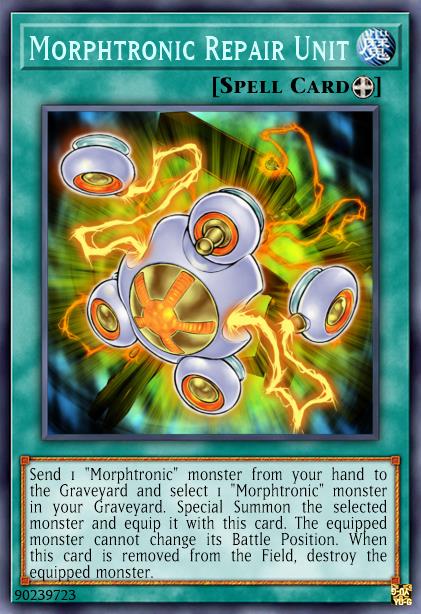 MORPHTRONIC REPAIR UNIT
[SPELL CARD]
Send 1 "Morphtronic" monster from your hand to
the Graveyard and select 1 "Morphtronic" monster
in your Graveyard. Special Summon the selected
monster and equip it with this card. The equipped
monster cannot change its Battle Position. When
this card is removed from the Field, destroy the
equipped monster.
90239723